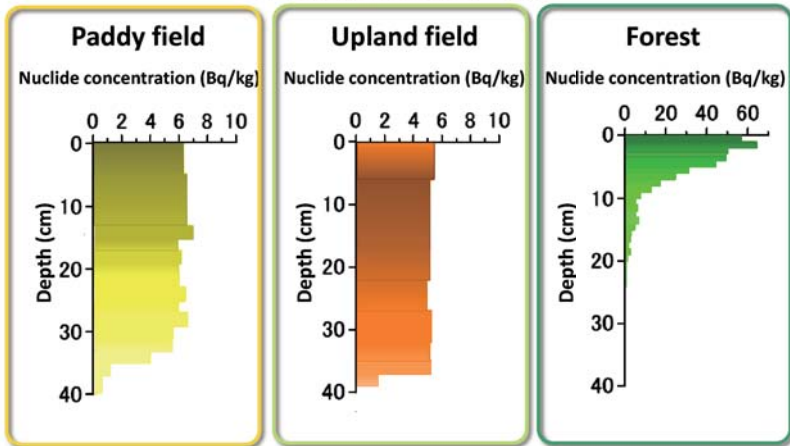 Paddy field
Nuclide concentration (Bq/kg)
0 2 4 6 8 10
0
10
20
30
40
Depth (cm)
Upland field
Nuclide concentration (Bq/kg)
0 2 4 6 8 10
0
10
20
30
40
Depth (cm)
Forest
Nuclide concentration (Bq/kg)
0 20 40 60
0
10
20
30
40
Depth (cm)